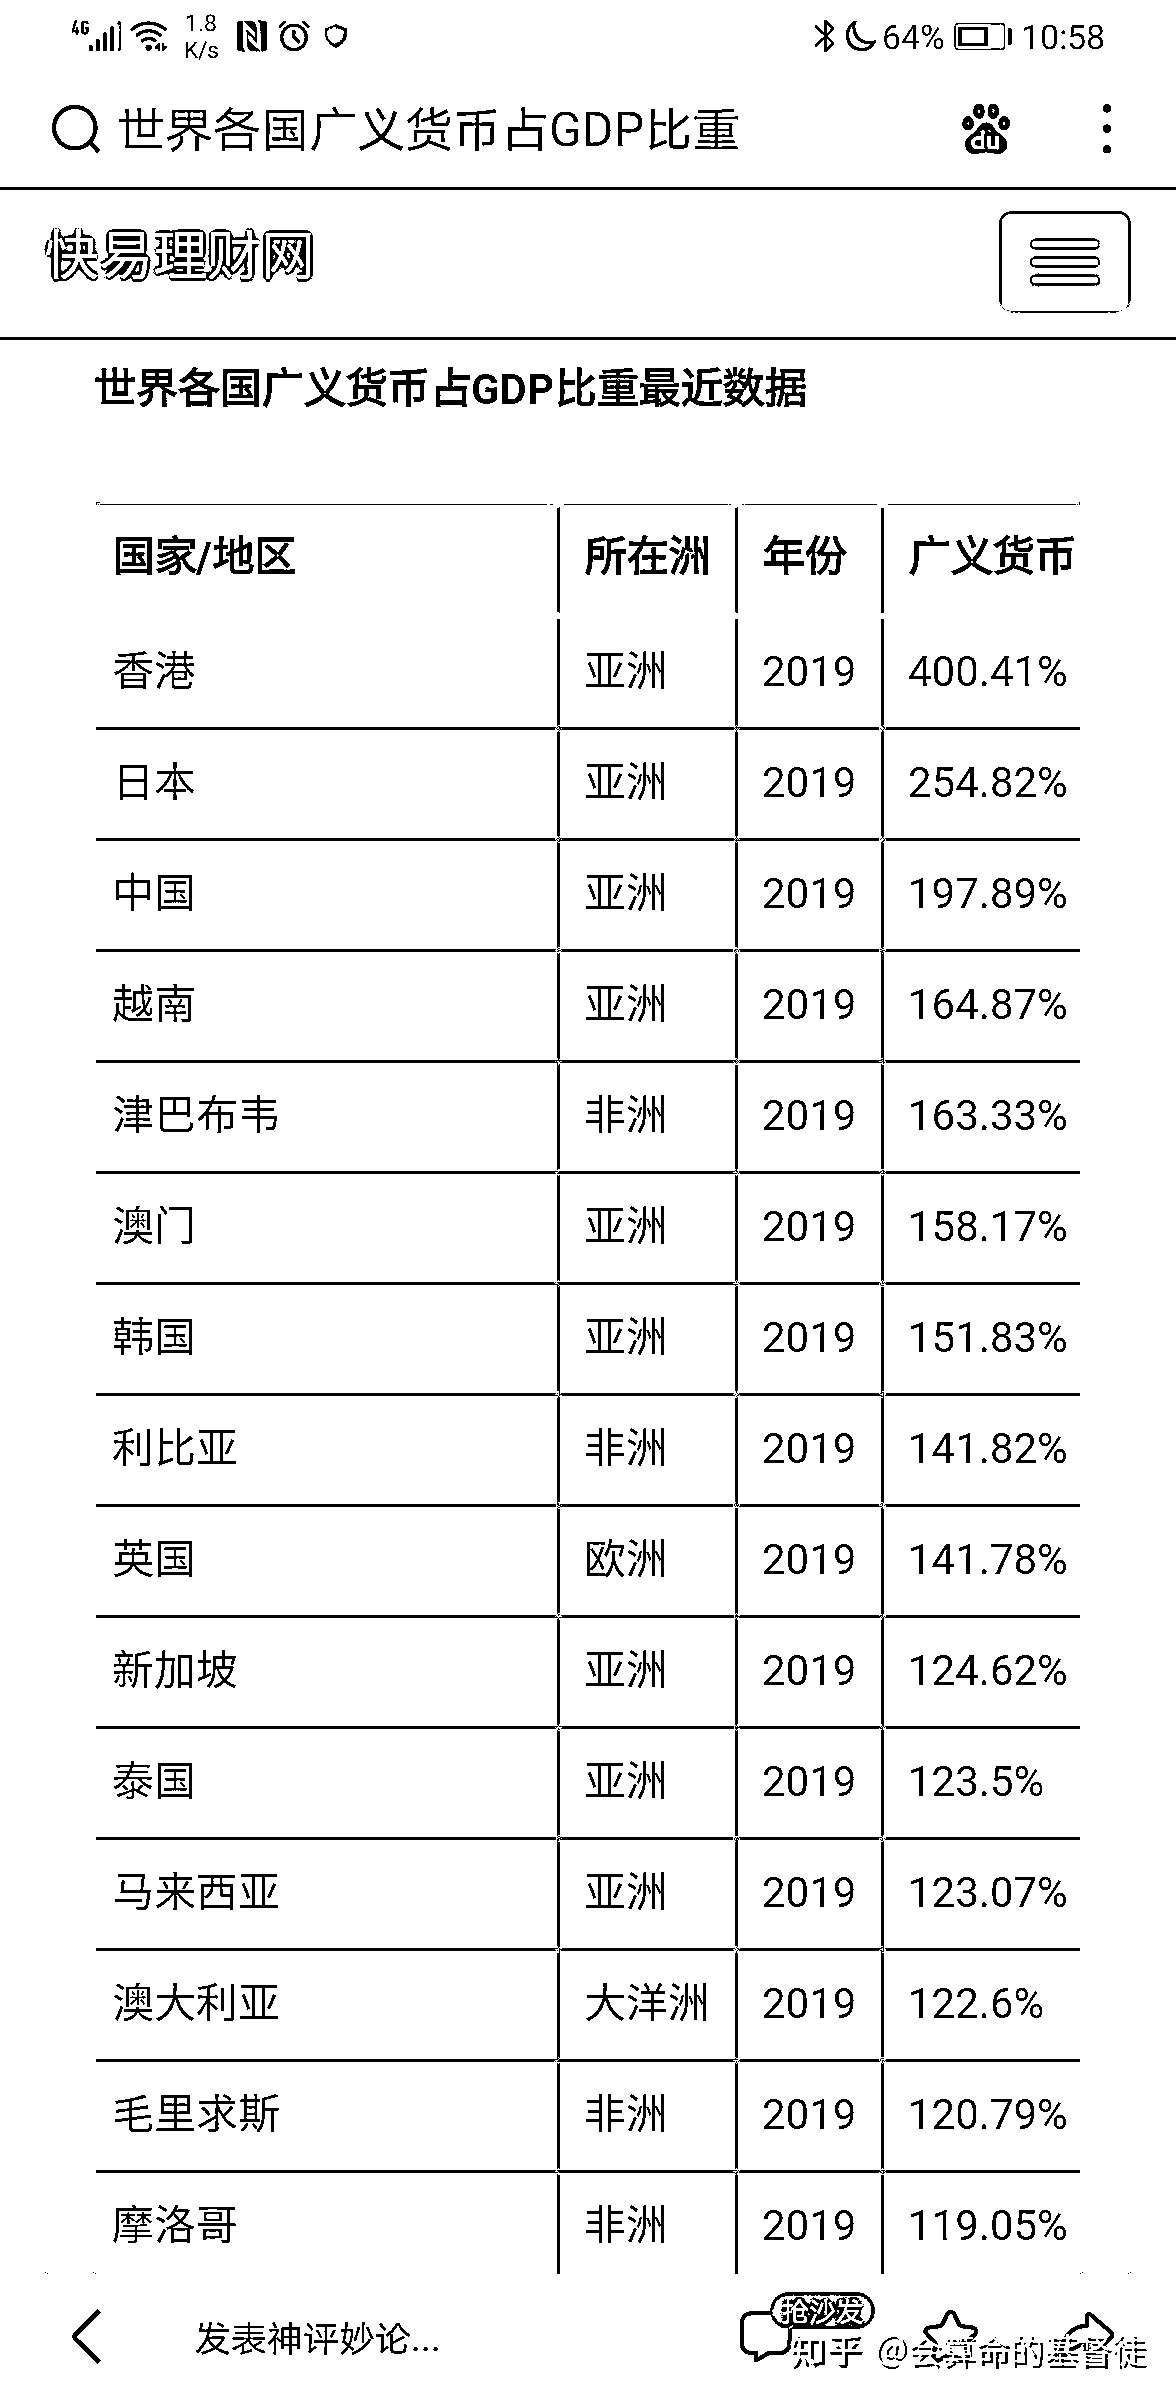 4G 1.8 K/s 64% 10:58
世界各国广义货币占GDP比重 du
快易理财网
世界各国广义货币占GDP比重最近数据
国家/地区 所在洲 年份 广义货币
香港 亚洲 2019 400.41%
日本 亚洲 2019 254.82%
中国 亚洲 2019 197.89%
越南 亚洲 2019 164.87%
津巴布韦 非洲 2019 163.33%
澳门 亚洲 2019 158.17%
韩国 亚洲 2019 151.83%
利比亚 非洲 2019 141.82%
英国 欧洲 2019 141.78%
新加坡 亚洲 2019 124.62%
泰国 亚洲 2019 123.5%
马来西亚 亚洲 2019 123.07%
澳大利亚 大洋洲 2019 122.6%
毛里求斯 非洲 2019 120.79%
摩洛哥 非洲 2019 119.05%
抢沙发
发表神评妙论...
知乎 @会算命的基督徒